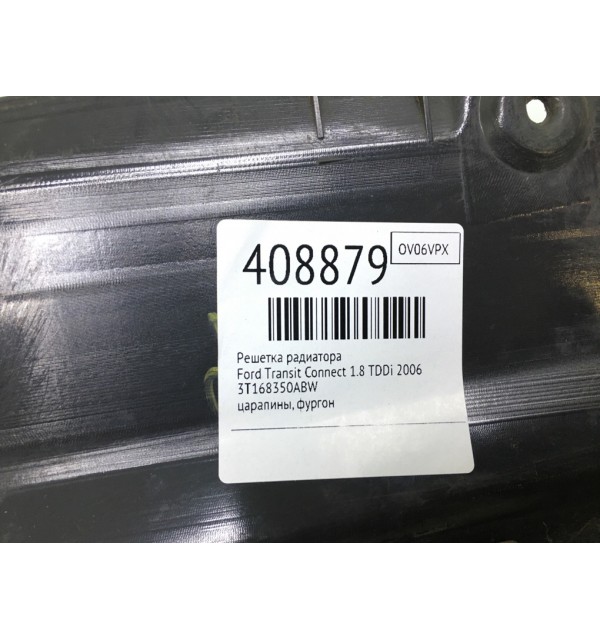 408879
OV06VPX
Решетка радиатора
Ford Transit Connect 1.8 TDDi 2006
3T168350ABW
царапины, фургон